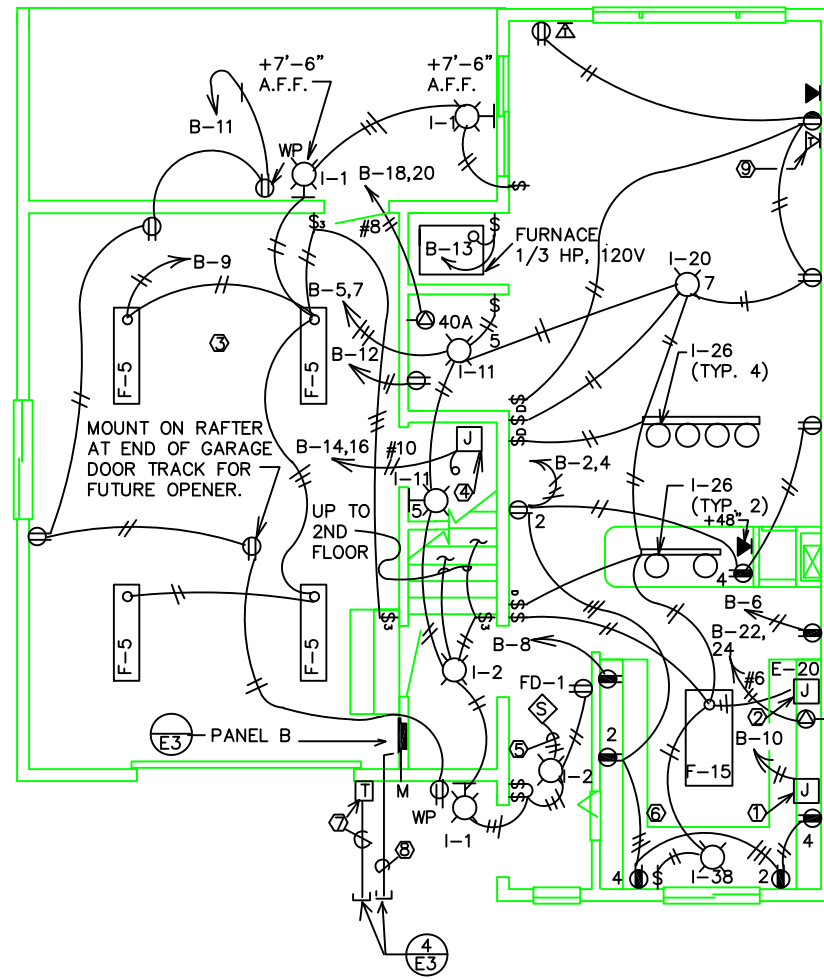 +7'-6"
A.F.F.
+7'-6"
A.F.F.
I-1
B-11
WP
I-1
B-18,20
9
$
$3
#8
$
B-13
FURNACE
1/3 HP, 120V
B-9
I-20
7
B-5,7
$
40A
5
3
I-11
B-12
F-5
F-5
I-26
(TYP. 4)
$
D
$
D
$
MOUNT ON RAFTER
AT END OF GARAGE
DOOR TRACK FOR
FUTURE OPENER.
J
B-14,16
#10
6
4
B-2,4
I-11
5
I-26
(TYP. 2)
+48"
UP TO
2ND
FLOOR
2
4
D
$
$
$3
$3
B-6
B-22,
24
B-8
F-5
F-5
I-2
FD-1
E-20
#6
J
2
S
2
E3
PANEL B
5
B-10
I-2
F-15
T
M
WP
$
$
I-1
7
8
6
1
J
4
4
$
I-38
2
4
E3